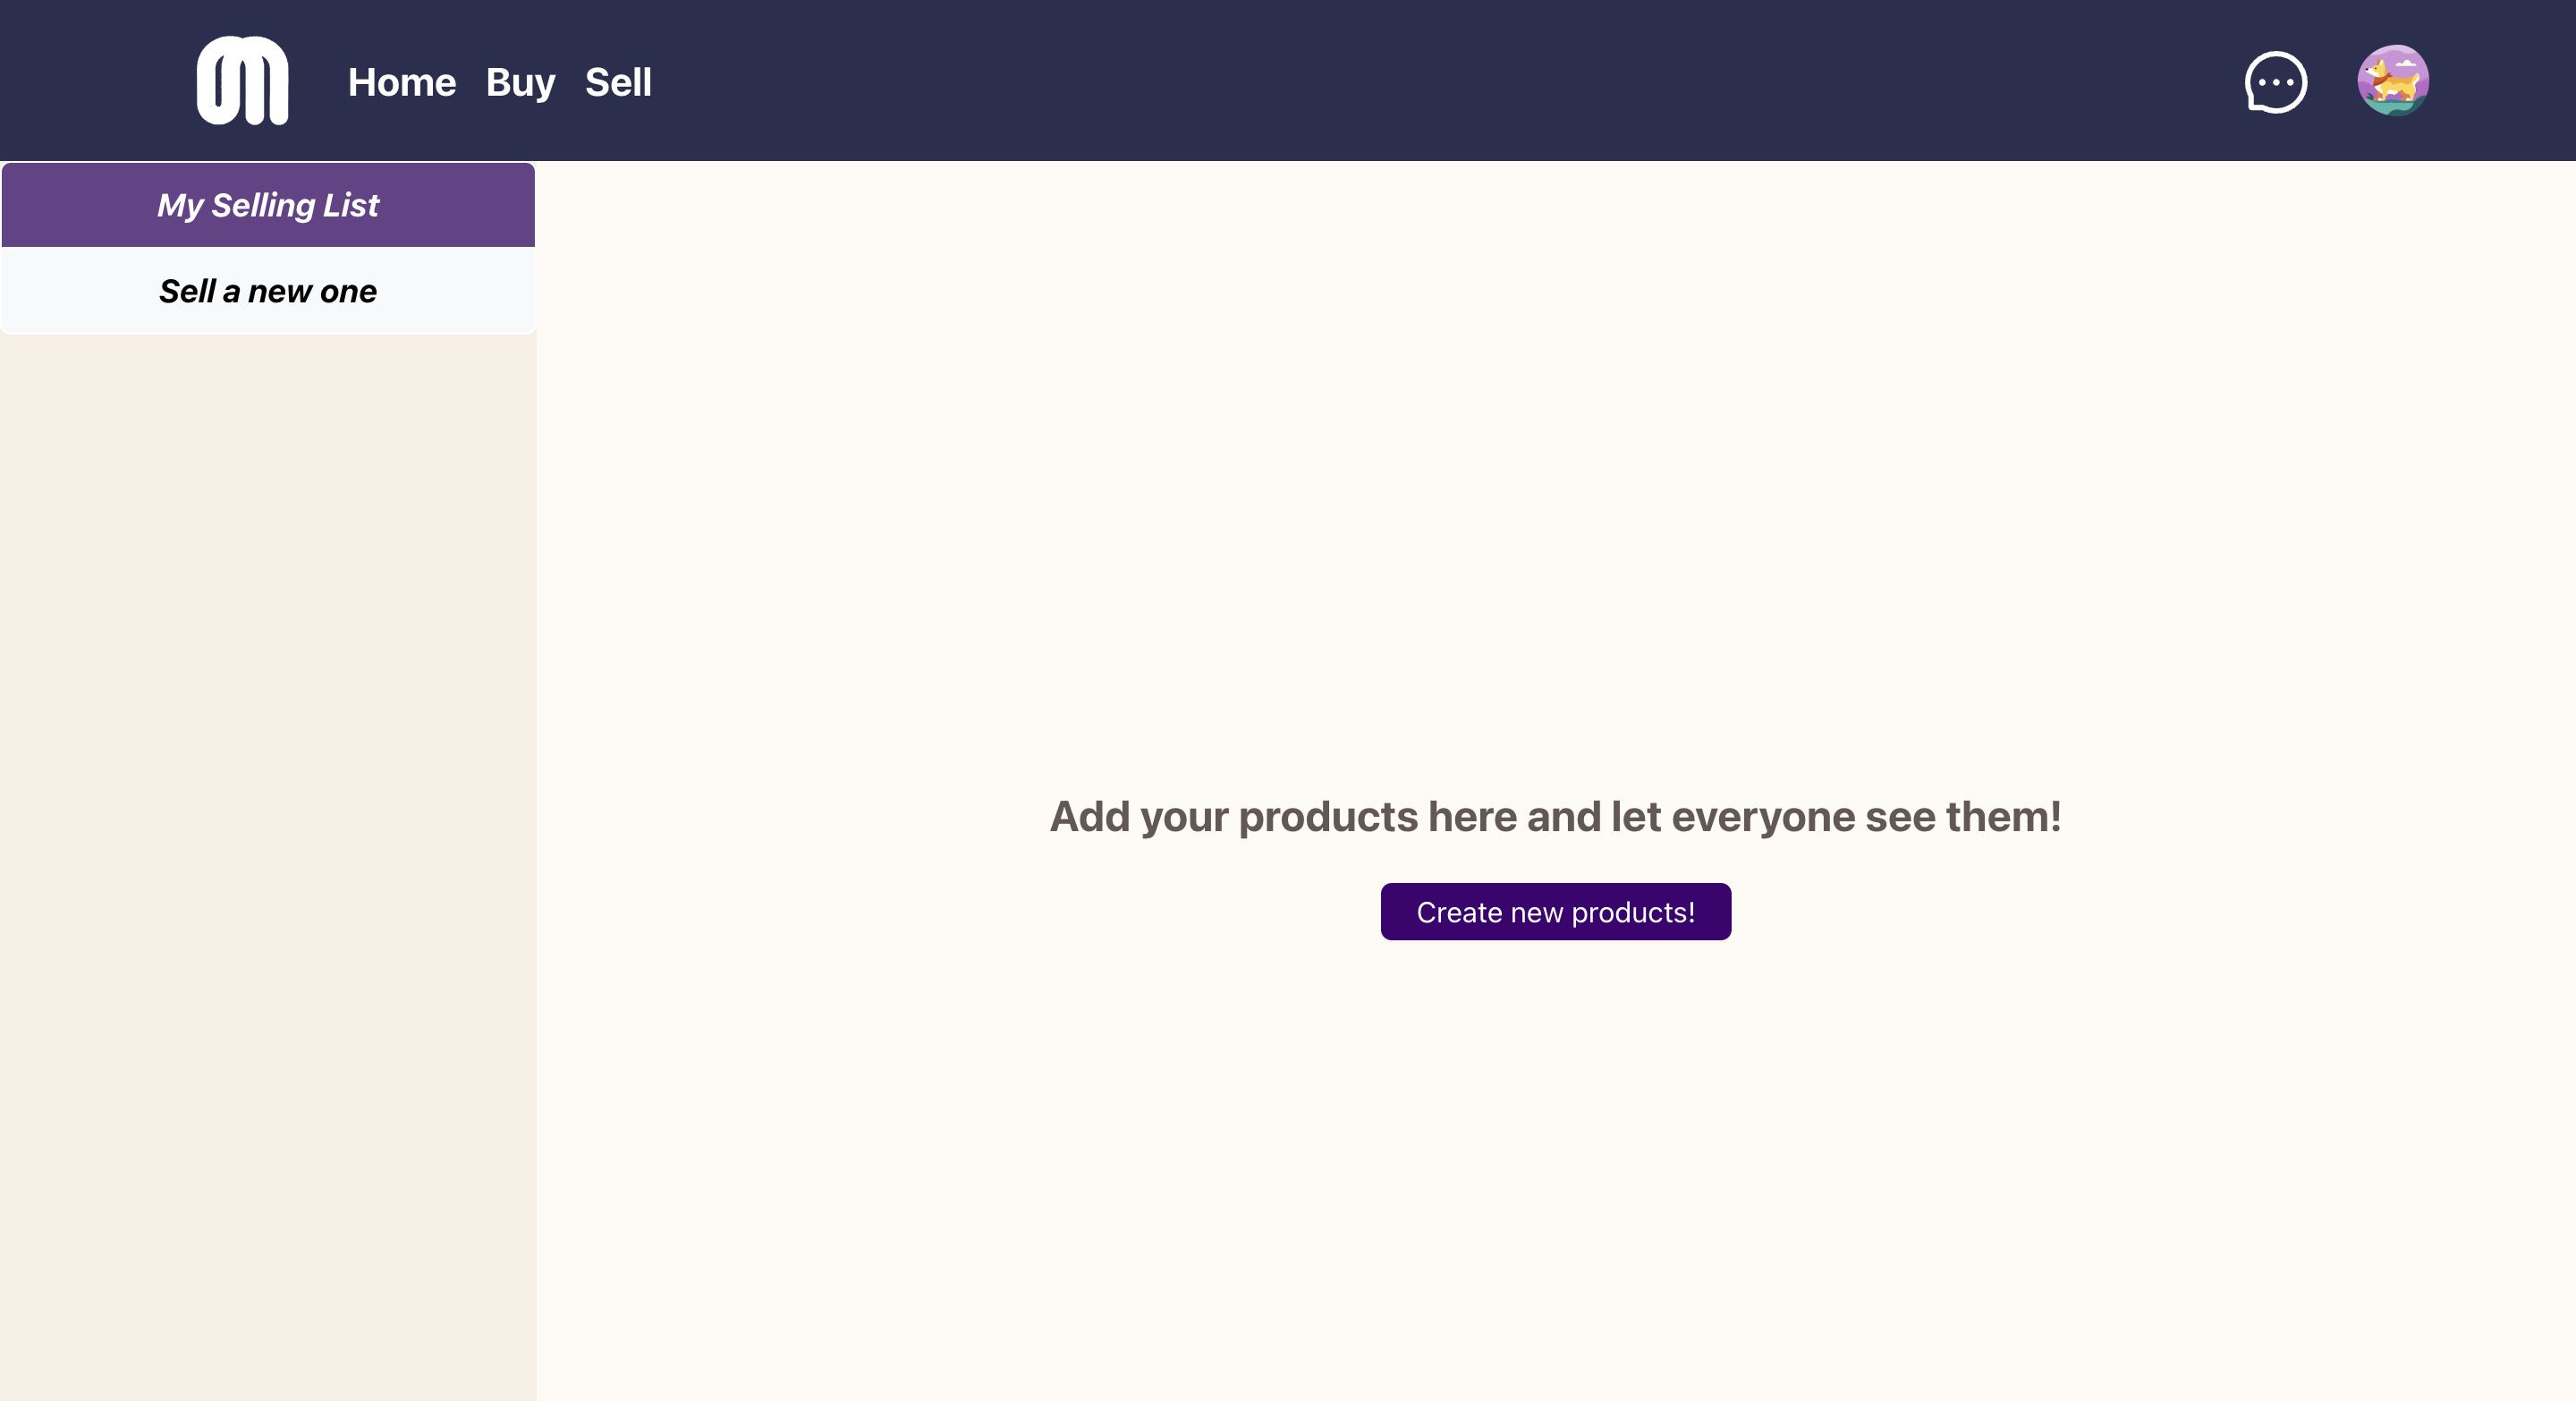 Home Buy Sell
My Selling List
Sell a new one
Add your products here and let everyone see them!
Create new products!